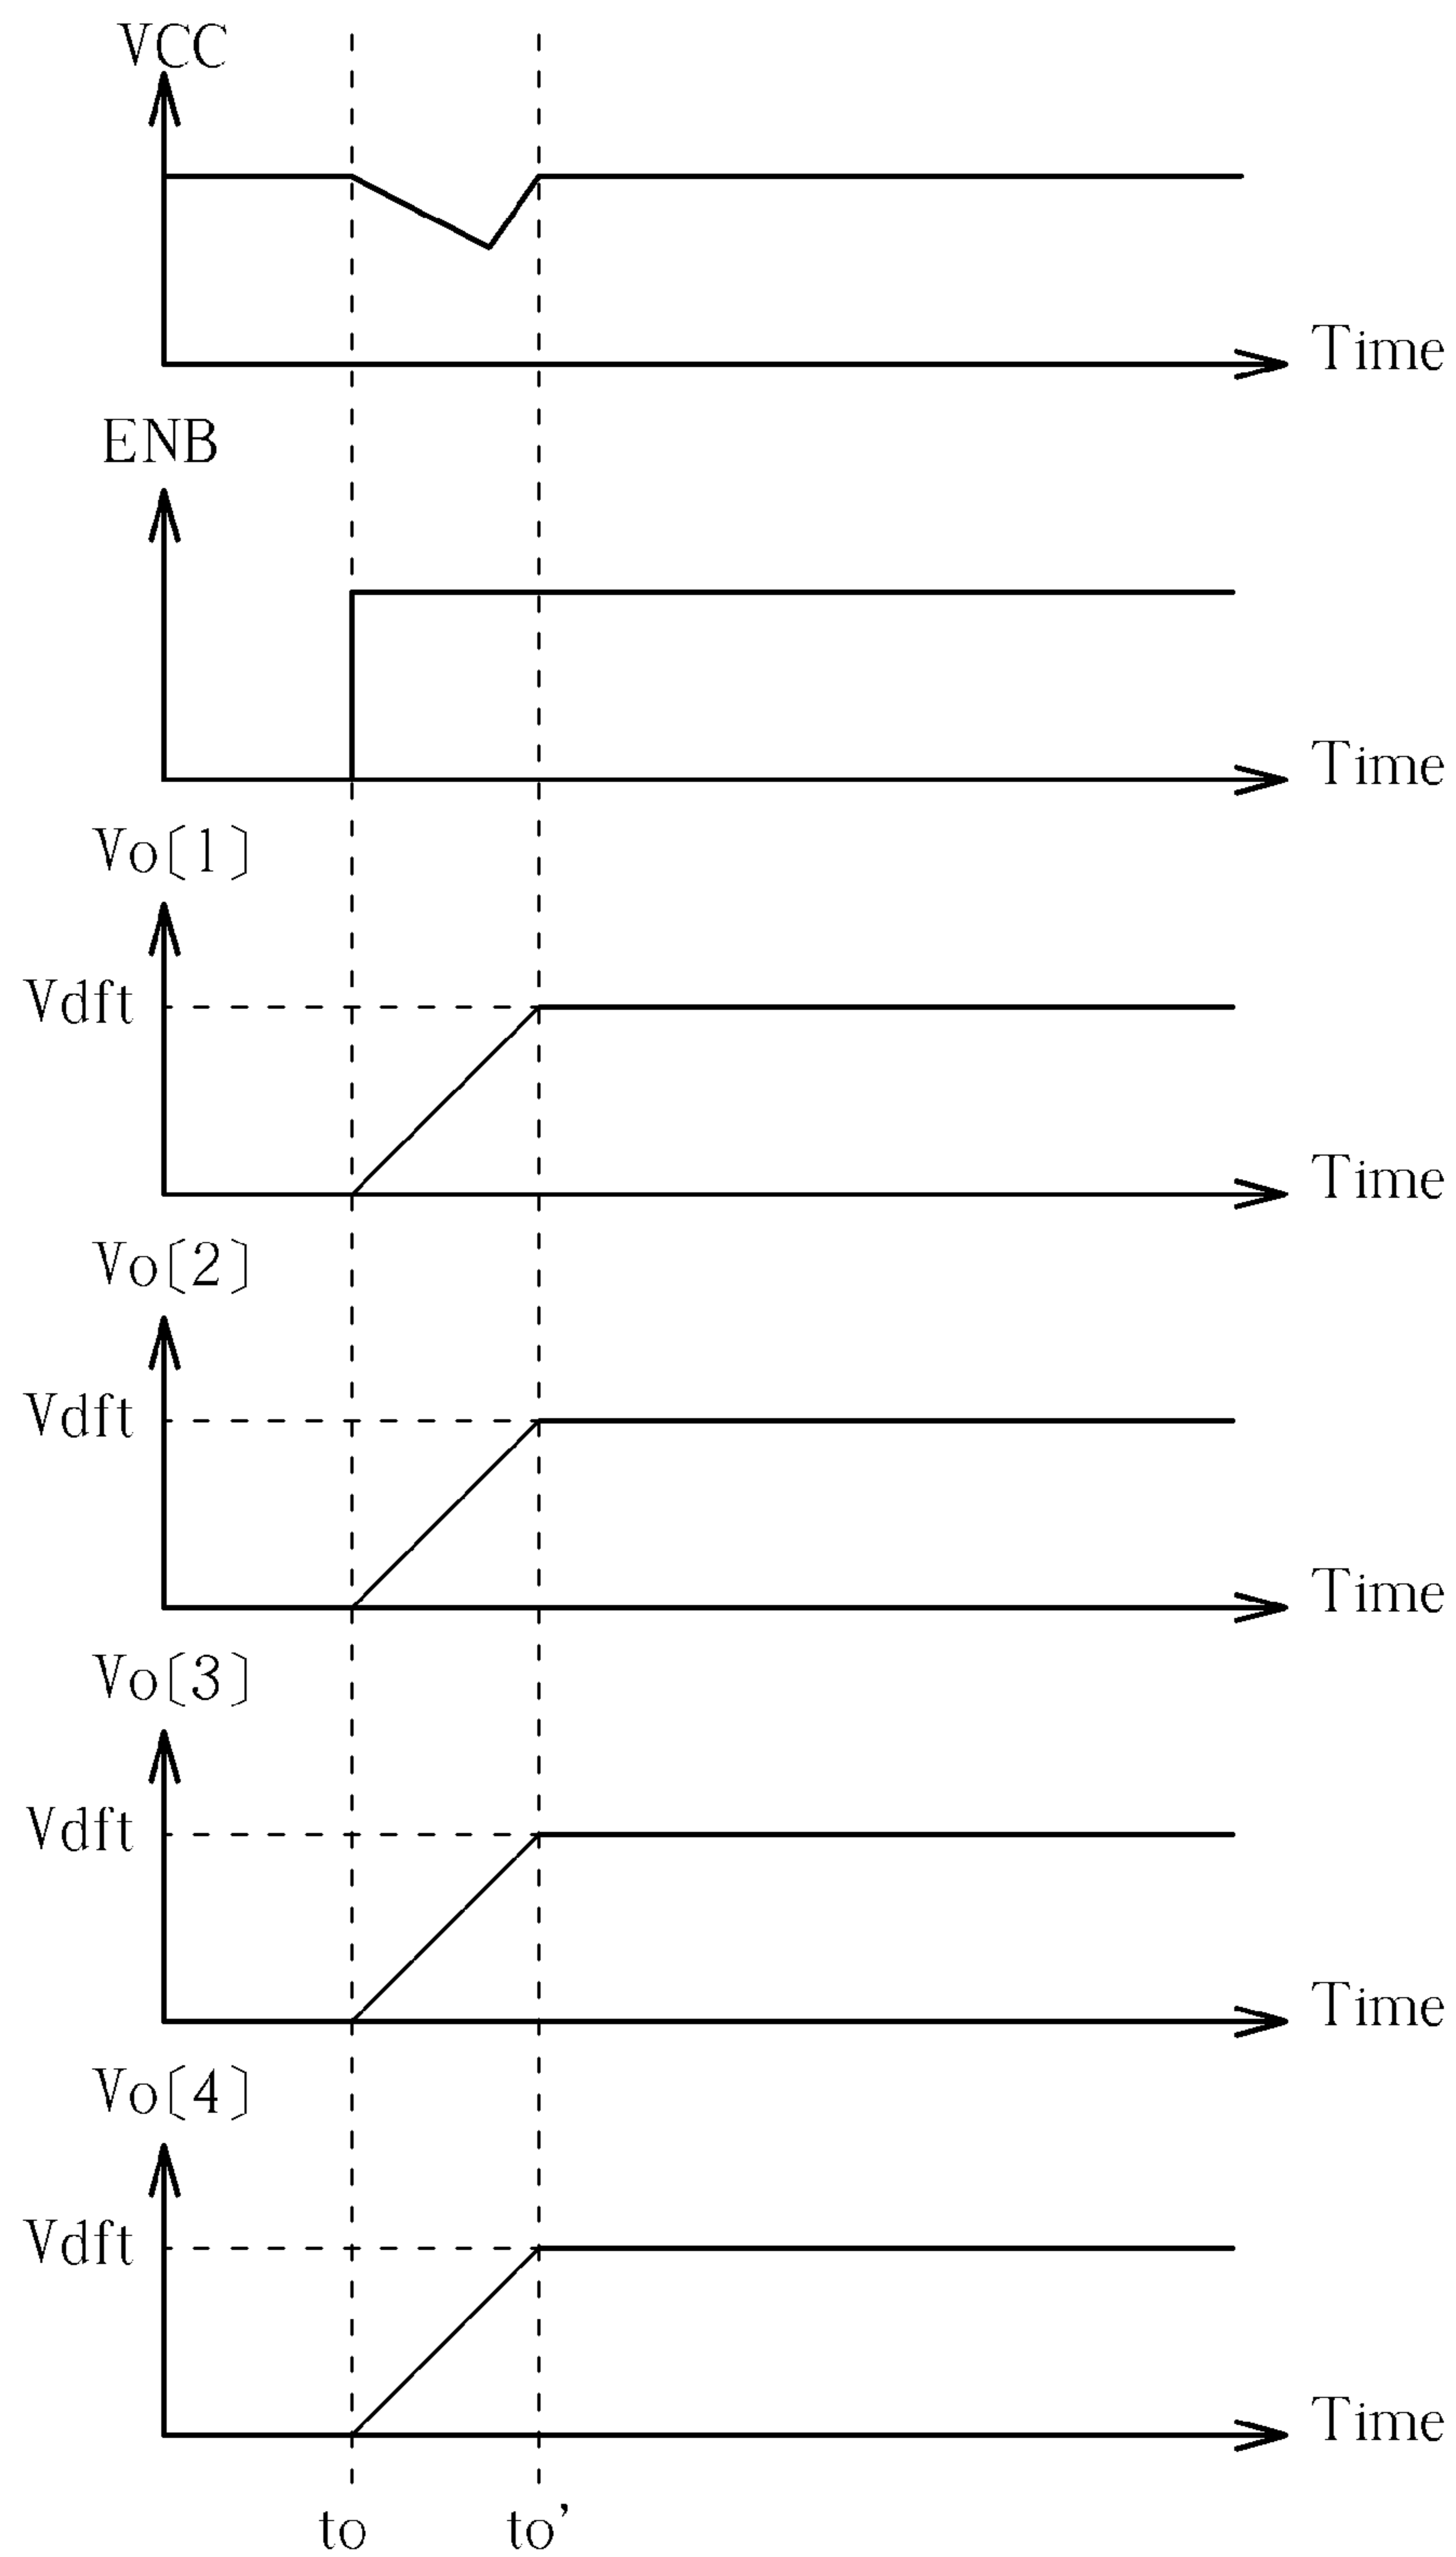 VCC
Time
ENB
Time
Vo[1]
Vdft
Time
Vo[2]
Vdft
Time
Vo[3]
Vdft
Time
Vo[4]
Vdft
Time
to to'